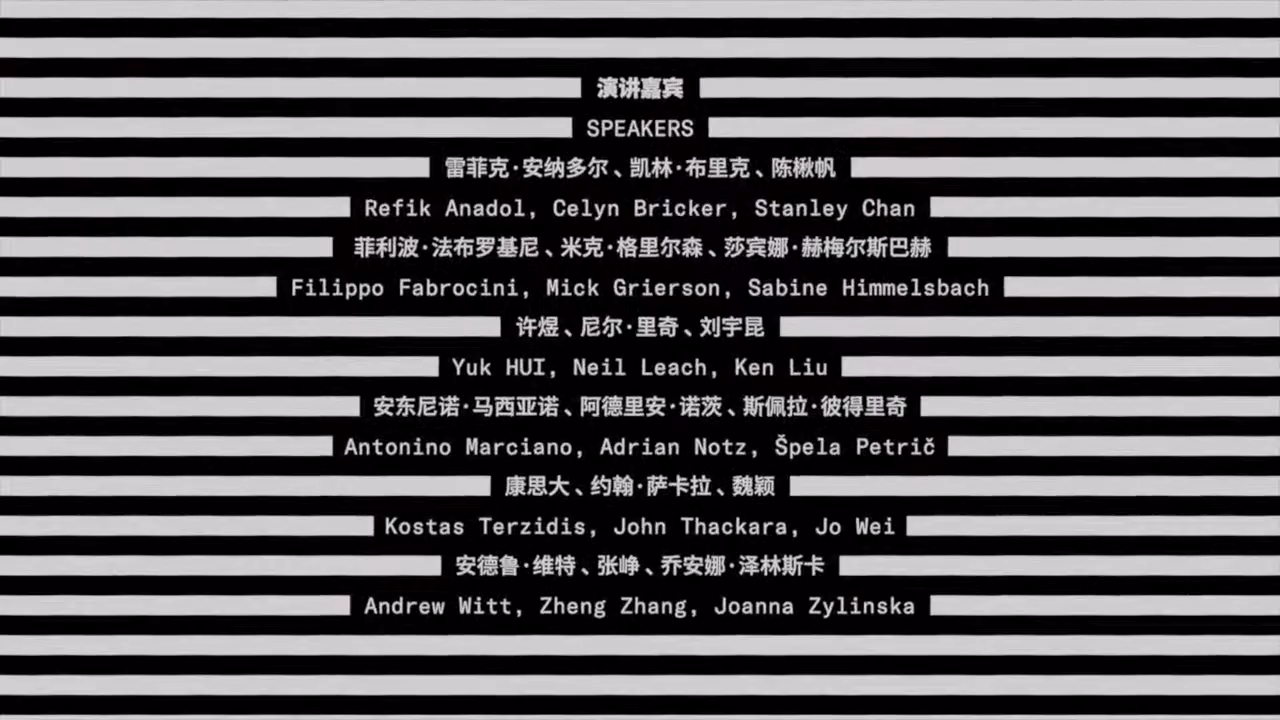 演讲嘉宾
SPEAKERS
雷菲克·安纳多尔、凯林·布里克、陈楸帆
Refik Anadol, Celyn Bricker, Stanley Chan
菲利波·法布罗基尼、米克·格里尔森、莎宾娜·赫梅尔斯巴赫
Filippo Fabrocini, Mick Grierson, Sabine Himmelsbach
许煜、尼尔·里奇、刘宇昆
Yuk HUI, Neil Leach, Ken Liu
安东尼诺·马西亚诺、阿德里安·诺茨、斯佩拉·彼得里奇
Antonino Marciano, Adrian Notz, Špela Petrič
康思大、约翰·萨卡拉、魏颖
Kostas Terzidis, John Thackara, Jo Wei
安德鲁·维特、张峥、乔安娜·泽林斯卡
Andrew Witt, Zheng Zhang, Joanna Zylinska